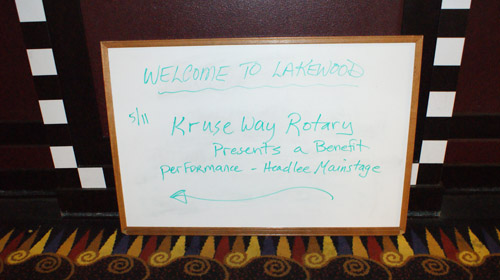 WELCOME TO LAKEWOOD
5/11
Kruse Way Rotary
Presents a Benefit
performance - Headlee Mainstage